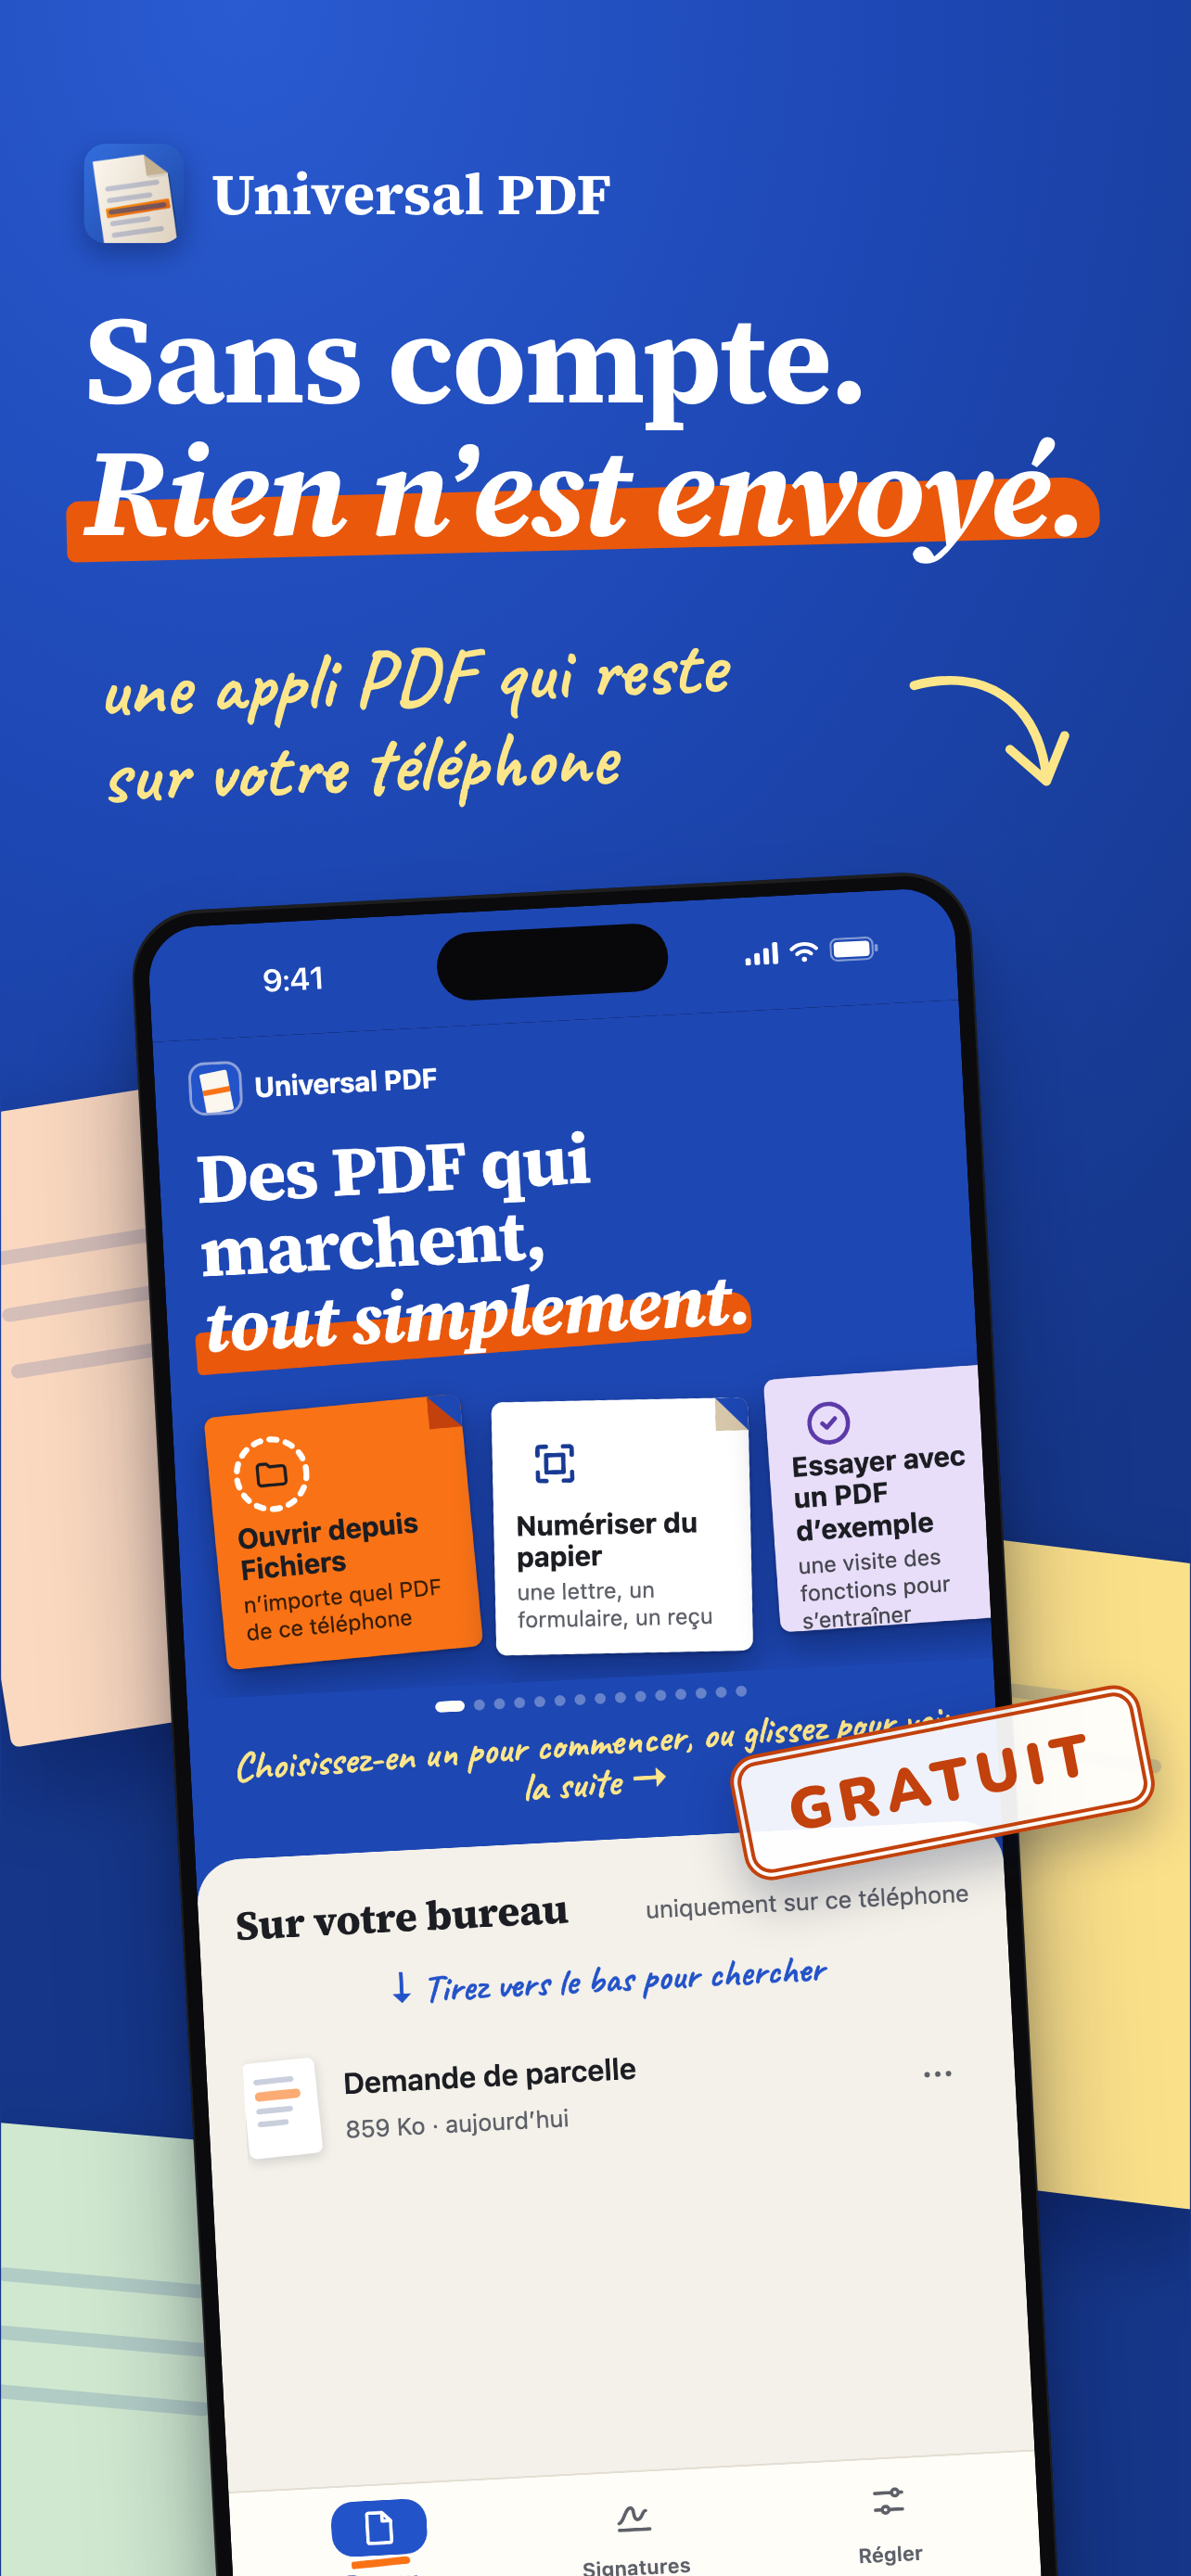 Universal PDF
Sans compte.
Rien n’est envoyé.
une appli PDF qui reste
sur votre téléphone
9:41
Universal PDF
Des PDF qui
marchent,
tout simplement.
Ouvrir depuis
Fichiers
n’importe quel PDF
de ce téléphone
Numériser du
papier
une lettre, un
formulaire, un reçu
Essayer avec
un PDF
d’exemple
une visite des
fonctions pour
s’entraîner
Choisissez-en un pour commencer, ou glissez pour voir
la suite →
GRATUIT
Sur votre bureau
uniquement sur ce téléphone
↓ Tirez vers le bas pour chercher
Demande de parcelle
859 Ko · aujourd’hui
Signatures
Régler